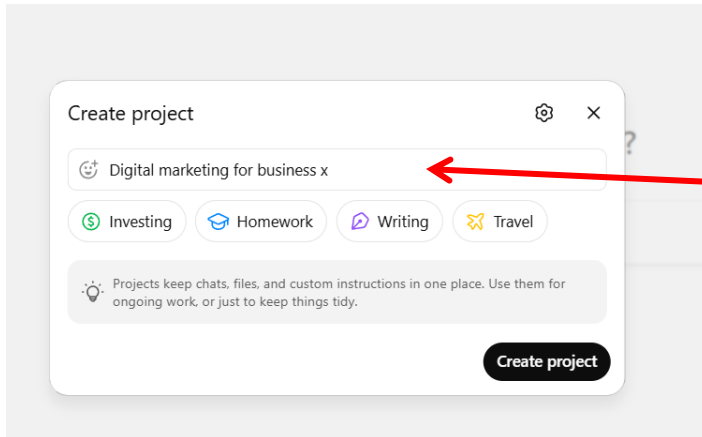 Create project
?
Digital marketing for business x
Investing Homework Writing Travel
Projects keep chats, files, and custom instructions in one place. Use them for
ongoing work, or just to keep things tidy.
Create project